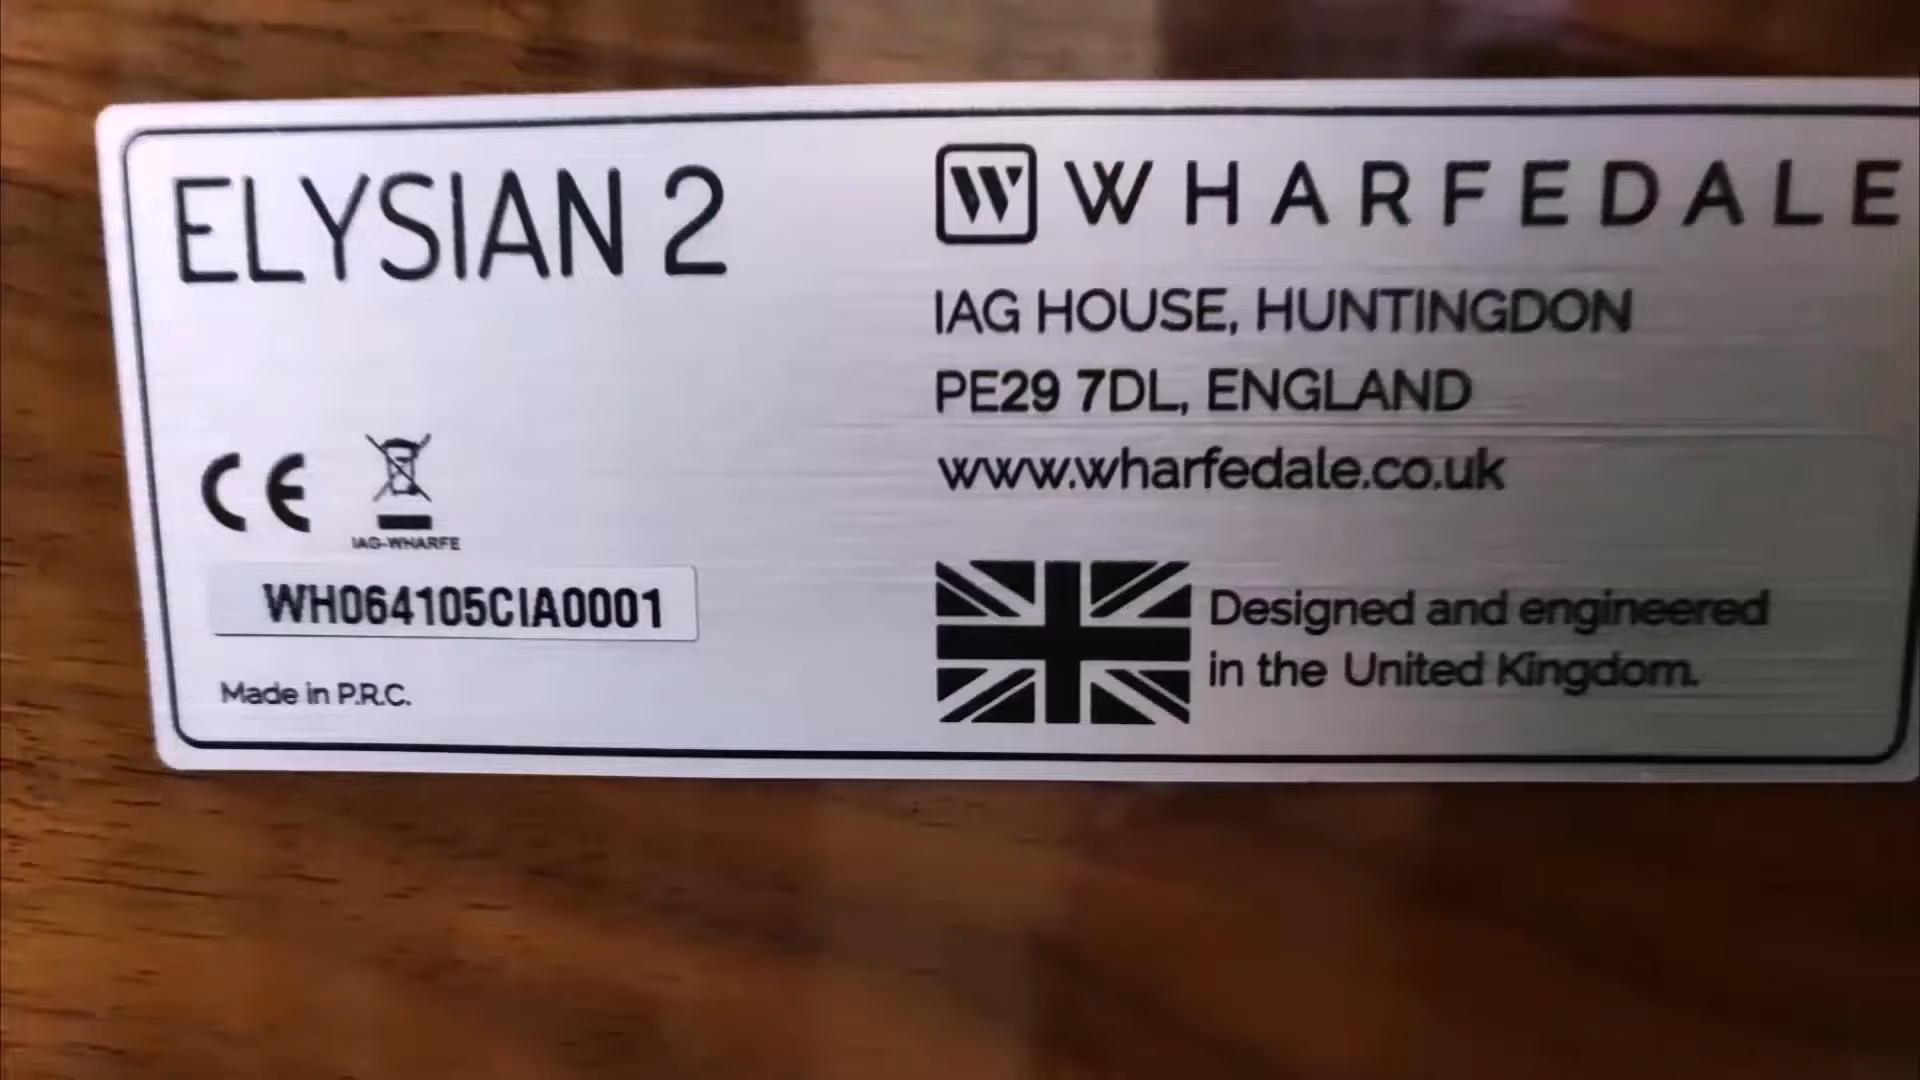 ELYSIAN 2
CE
IAG-WHARFE
WH064105CIA0001
Made in P.R.C.
W WHARFEDALE
IAG HOUSE, HUNTINGDON
PE29 7DL, ENGLAND
www.wharfedale.co.uk
Designed and engineered
in the United Kingdom.